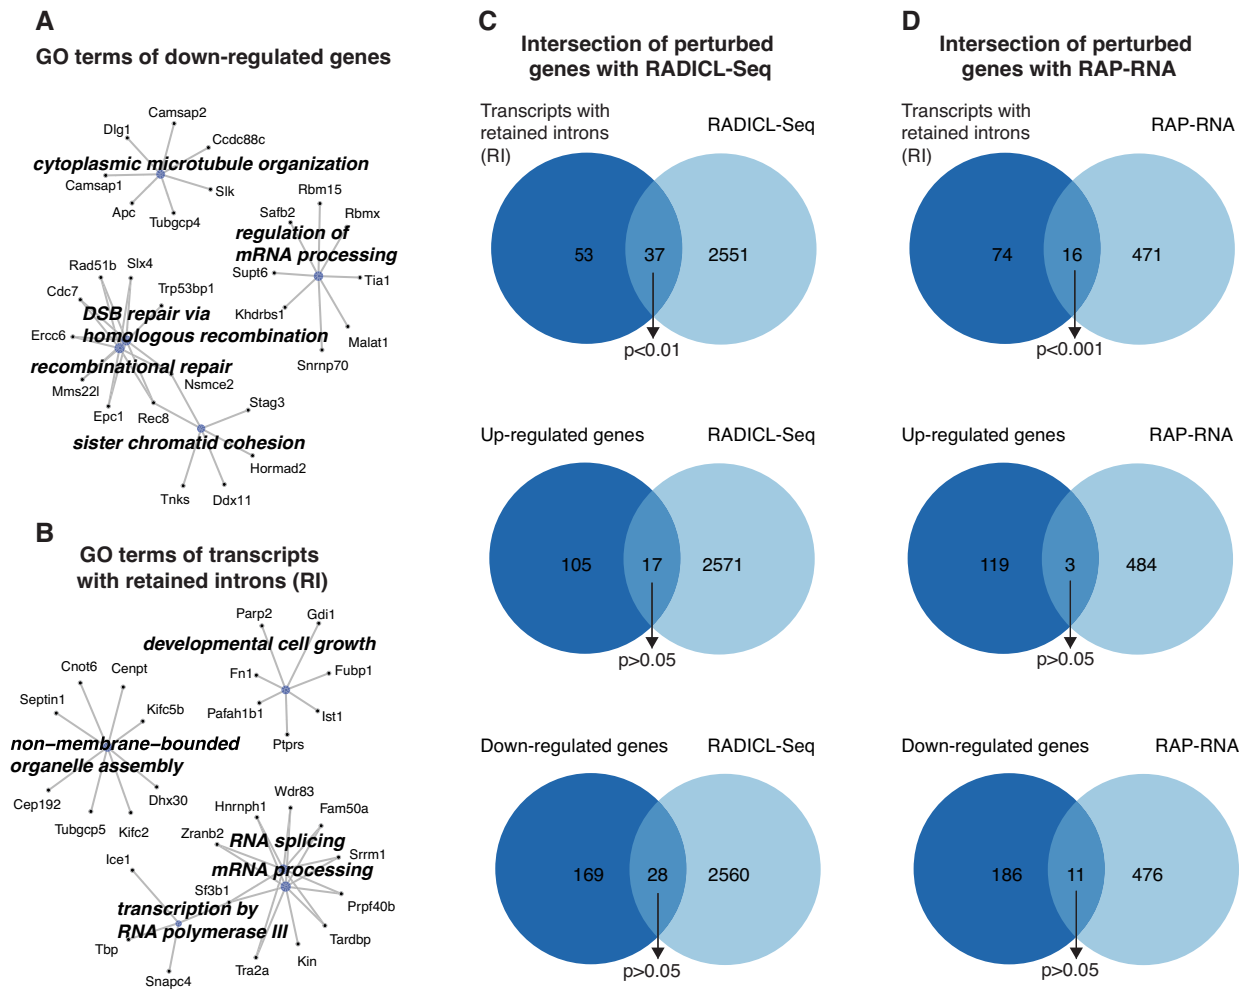 A
GO terms of down-regulated genes
Camsap2
Dlg1
Ccdc88c
cytoplasmic microtubule organization
Camsap1
Slk
Apc
Tubgcp4
Rbm15
Safb2
Rbmx
regulation of
mRNA processing
Supt6
Tia1
Khdrbs1
Malat1
Snrnp70
Rad51b
Slx4
Cdc7
Trp53bp1
DSB repair via
homologous recombination
Ercc6
recombinational repair
Mms22l
Nsmce2
Epc1
Rec8
Stag3
sister chromatid cohesion
Hormad2
Tnks
Ddx11
B
GO terms of transcripts
with retained introns (RI)
Parp2
Gdi1
developmental cell growth
Fn1
Fubp1
Pafah1b1
Ist1
Ptprs
Cnot6
Cenpt
Septin1
Kifc5b
non–membrane–bounded
organelle assembly
Cep192
Dhx30
Tubgcp5
Kifc2
Wdr83
Hnrnph1
Fam50a
Zranb2
RNA splicing
Srrm1
mRNA processing
Ice1
Sf3b1
Prpf40b
transcription by
RNA polymerase III
Tardbp
Tbp
Kin
Tra2a
Snapc4
C
Intersection of perturbed
genes with RADICL-Seq
Transcripts with
retained introns
(RI)
RADICL-Seq
53
37
2551
p<0.01
Up-regulated genes
RADICL-Seq
105
17
2571
p>0.05
Down-regulated genes
RADICL-Seq
169
28
2560
p>0.05
D
Intersection of perturbed
genes with RAP-RNA
Transcripts with
retained introns
(RI)
RAP-RNA
74
16
471
p<0.001
Up-regulated genes
RAP-RNA
119
3
484
p>0.05
Down-regulated genes
RAP-RNA
186
11
476
p>0.05